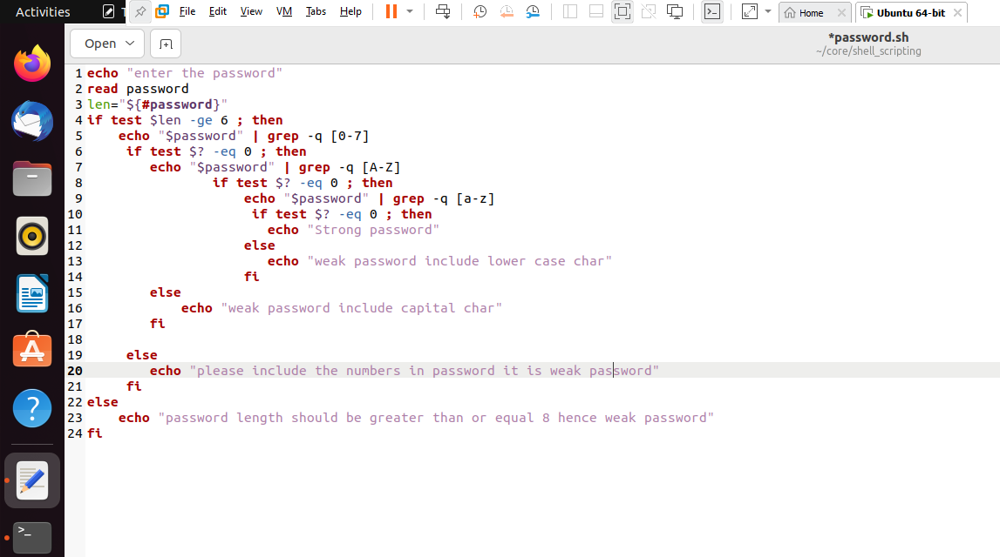 Activities
T File Edit View VM Tabs Help Home Ubuntu 64-bit
Open
*password.sh
~/core/shell_scripting
1 echo "enter the password"
2 read password
3 len="${#password}"
4 if test $len -ge 6 ; then
5     echo "$password" | grep -q [0-7]
6      if test $? -eq 0 ; then
7         echo "$password" | grep -q [A-Z]
8                 if test $? -eq 0 ; then
9                     echo "$password" | grep -q [a-z]
10                      if test $? -eq 0 ; then
11                        echo "Strong password"
12                     else
13                        echo "weak password include lower case char"
14                     fi
15         else
16             echo "weak password include capital char"
17         fi
18
19      else
20         echo "please include the numbers in password it is weak password"
21      fi
22 else
23     echo "password length should be greater than or equal 8 hence weak password"
24 fi
?
>_